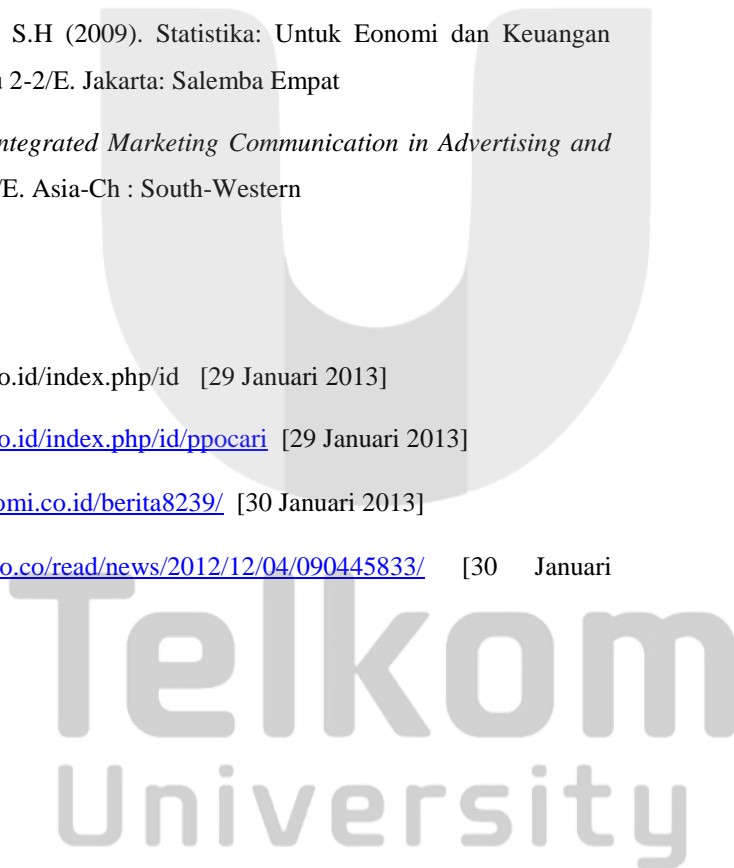 S.H (2009). Statistika: Untuk Eonomi dan Keuangan
2-2/E. Jakarta: Salemba Empat
ntegrated Marketing Communication in Advertising and
/E. Asia-Ch : South-Western
o.id/index.php/id [29 Januari 2013]
o.id/index.php/id/ppocari [29 Januari 2013]
omi.co.id/berita8239/ [30 Januari 2013]
o.co/read/news/2012/12/04/090445833/ [30 Januari
Telkom
University